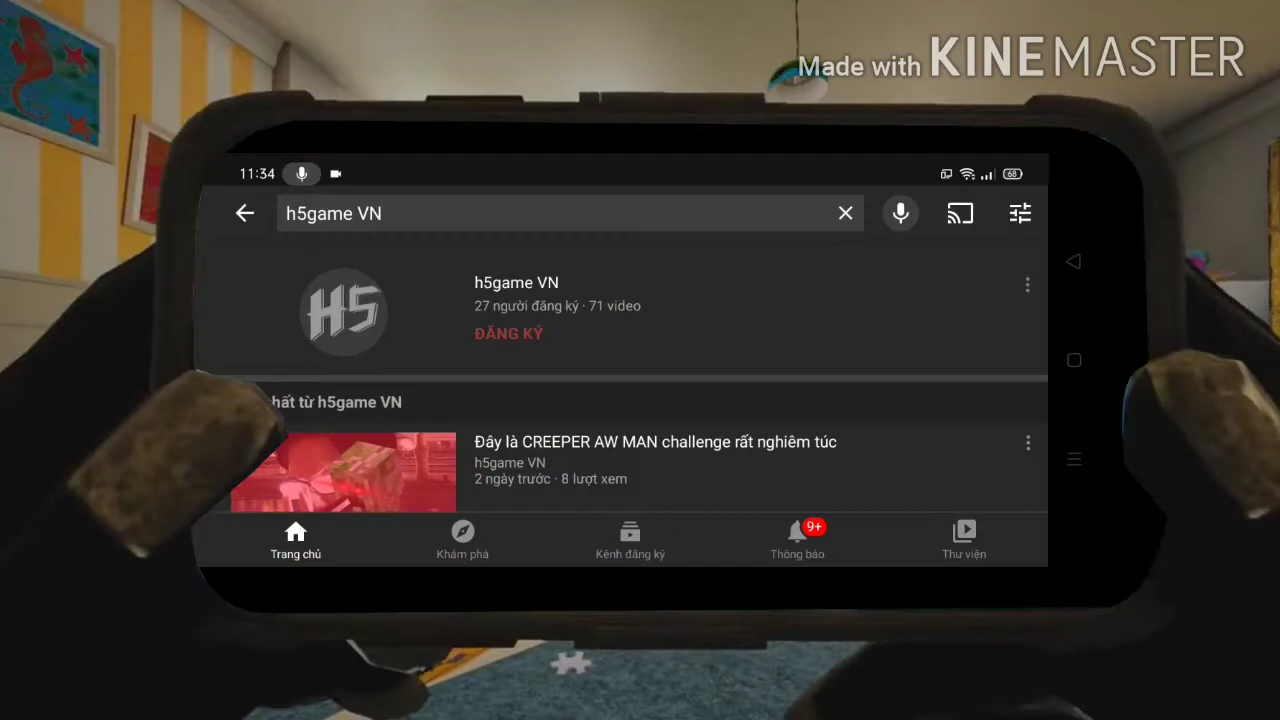 Made with KINEMASTER
11:34
68
h5game VN
H5
h5game VN
27 người đăng ký · 71 video
ĐĂNG KÝ
hất từ h5game VN
Đây là CREEPER AW MAN challenge rất nghiêm túc
h5game VN
2 ngày trước · 8 lượt xem
9+
Trang chủ
Khám phá
Kênh đăng ký
Thông báo
Thư viện